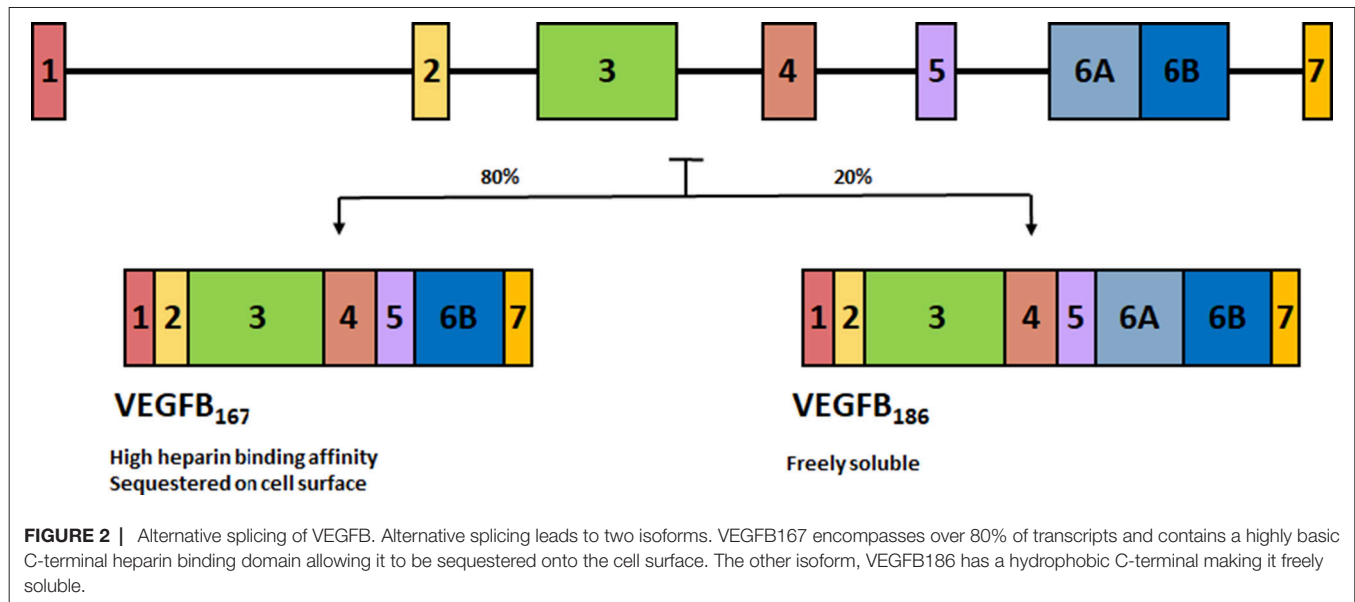 1 2 3 4 5 6A 6B 7
80% 20%
1 2 3 4 5 6B 7 1 2 3 4 5 6A 6B 7
VEGFB167 VEGFB186
High heparin binding affinity
Sequestered on cell surface
Freely soluble
FIGURE 2 | Alternative splicing of VEGFB. Alternative splicing leads to two isoforms. VEGFB167 encompasses over 80% of transcripts and contains a highly basic
C-terminal heparin binding domain allowing it to be sequestered onto the cell surface. The other isoform, VEGFB186 has a hydrophobic C-terminal making it freely
soluble.